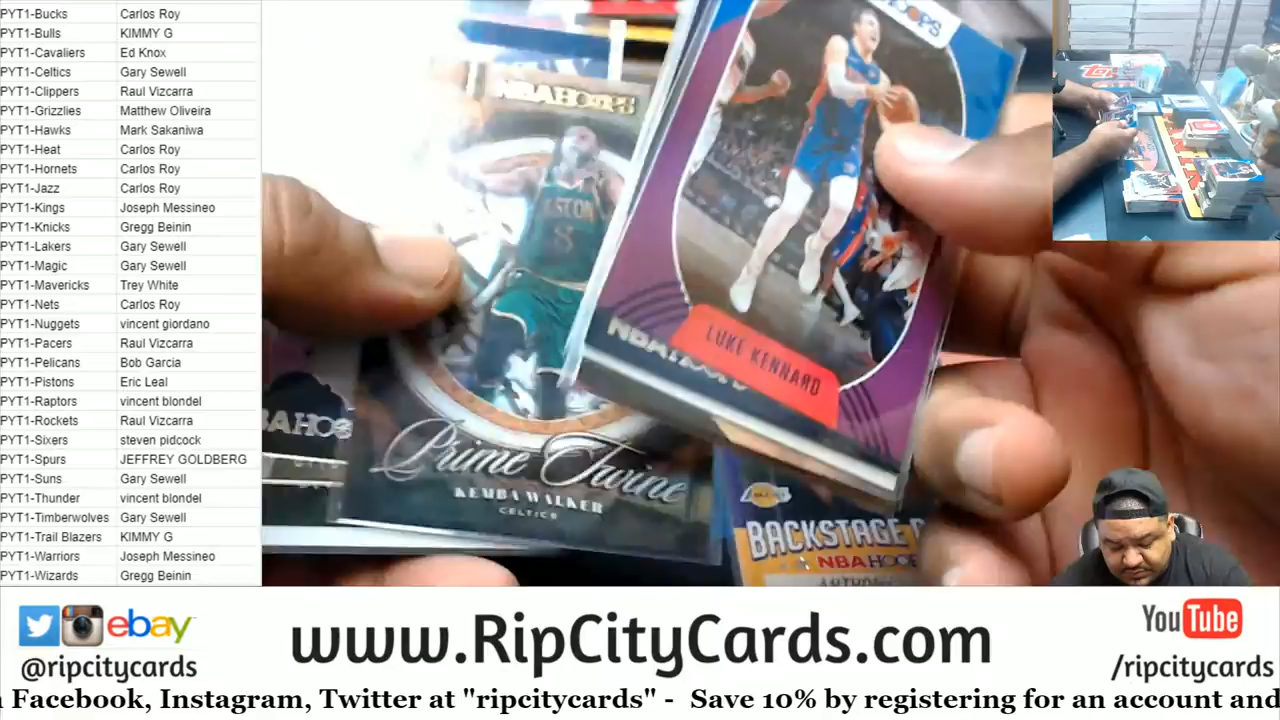 PYT1-Bucks Carlos Roy
PYT1-Bulls KIMMY G
PYT1-Cavaliers Ed Knox
PYT1-Celtics Gary Sewell
PYT1-Clippers Raul Vizcarra
PYT1-Grizzlies Matthew Oliveira
PYT1-Hawks Mark Sakaniwa
PYT1-Heat Carlos Roy
PYT1-Hornets Carlos Roy
PYT1-Jazz Carlos Roy
PYT1-Kings Joseph Messineo
PYT1-Knicks Gregg Beinin
PYT1-Lakers Gary Sewell
PYT1-Magic Gary Sewell
PYT1-Mavericks Trey White
PYT1-Nets Carlos Roy
PYT1-Nuggets vincent giordano
PYT1-Pacers Raul Vizcarra
PYT1-Pelicans Bob Garcia
PYT1-Pistons Eric Leal
PYT1-Raptors vincent blondel
PYT1-Rockets Raul Vizcarra
PYT1-Sixers steven pidcock
PYT1-Spurs JEFFREY GOLDBERG
PYT1-Suns Gary Sewell
PYT1-Thunder vincent blondel
PYT1-Timberwolves Gary Sewell
PYT1-Trail Blazers KIMMY G
PYT1-Warriors Joseph Messineo
PYT1-Wizards Gregg Beinin
NBA HOOPS
HOOPS
LUKE KENNARD
NBA HOOPS
Prime Twine
KEMBA WALKER
CELTICS
BACKSTAGE
NBA HOOPS
ebay
@ripcitycards
www.RipCityCards.com
YouTube
/ripcitycards
Facebook, Instagram, Twitter at "ripcitycards" - Save 10% by registering for an account and